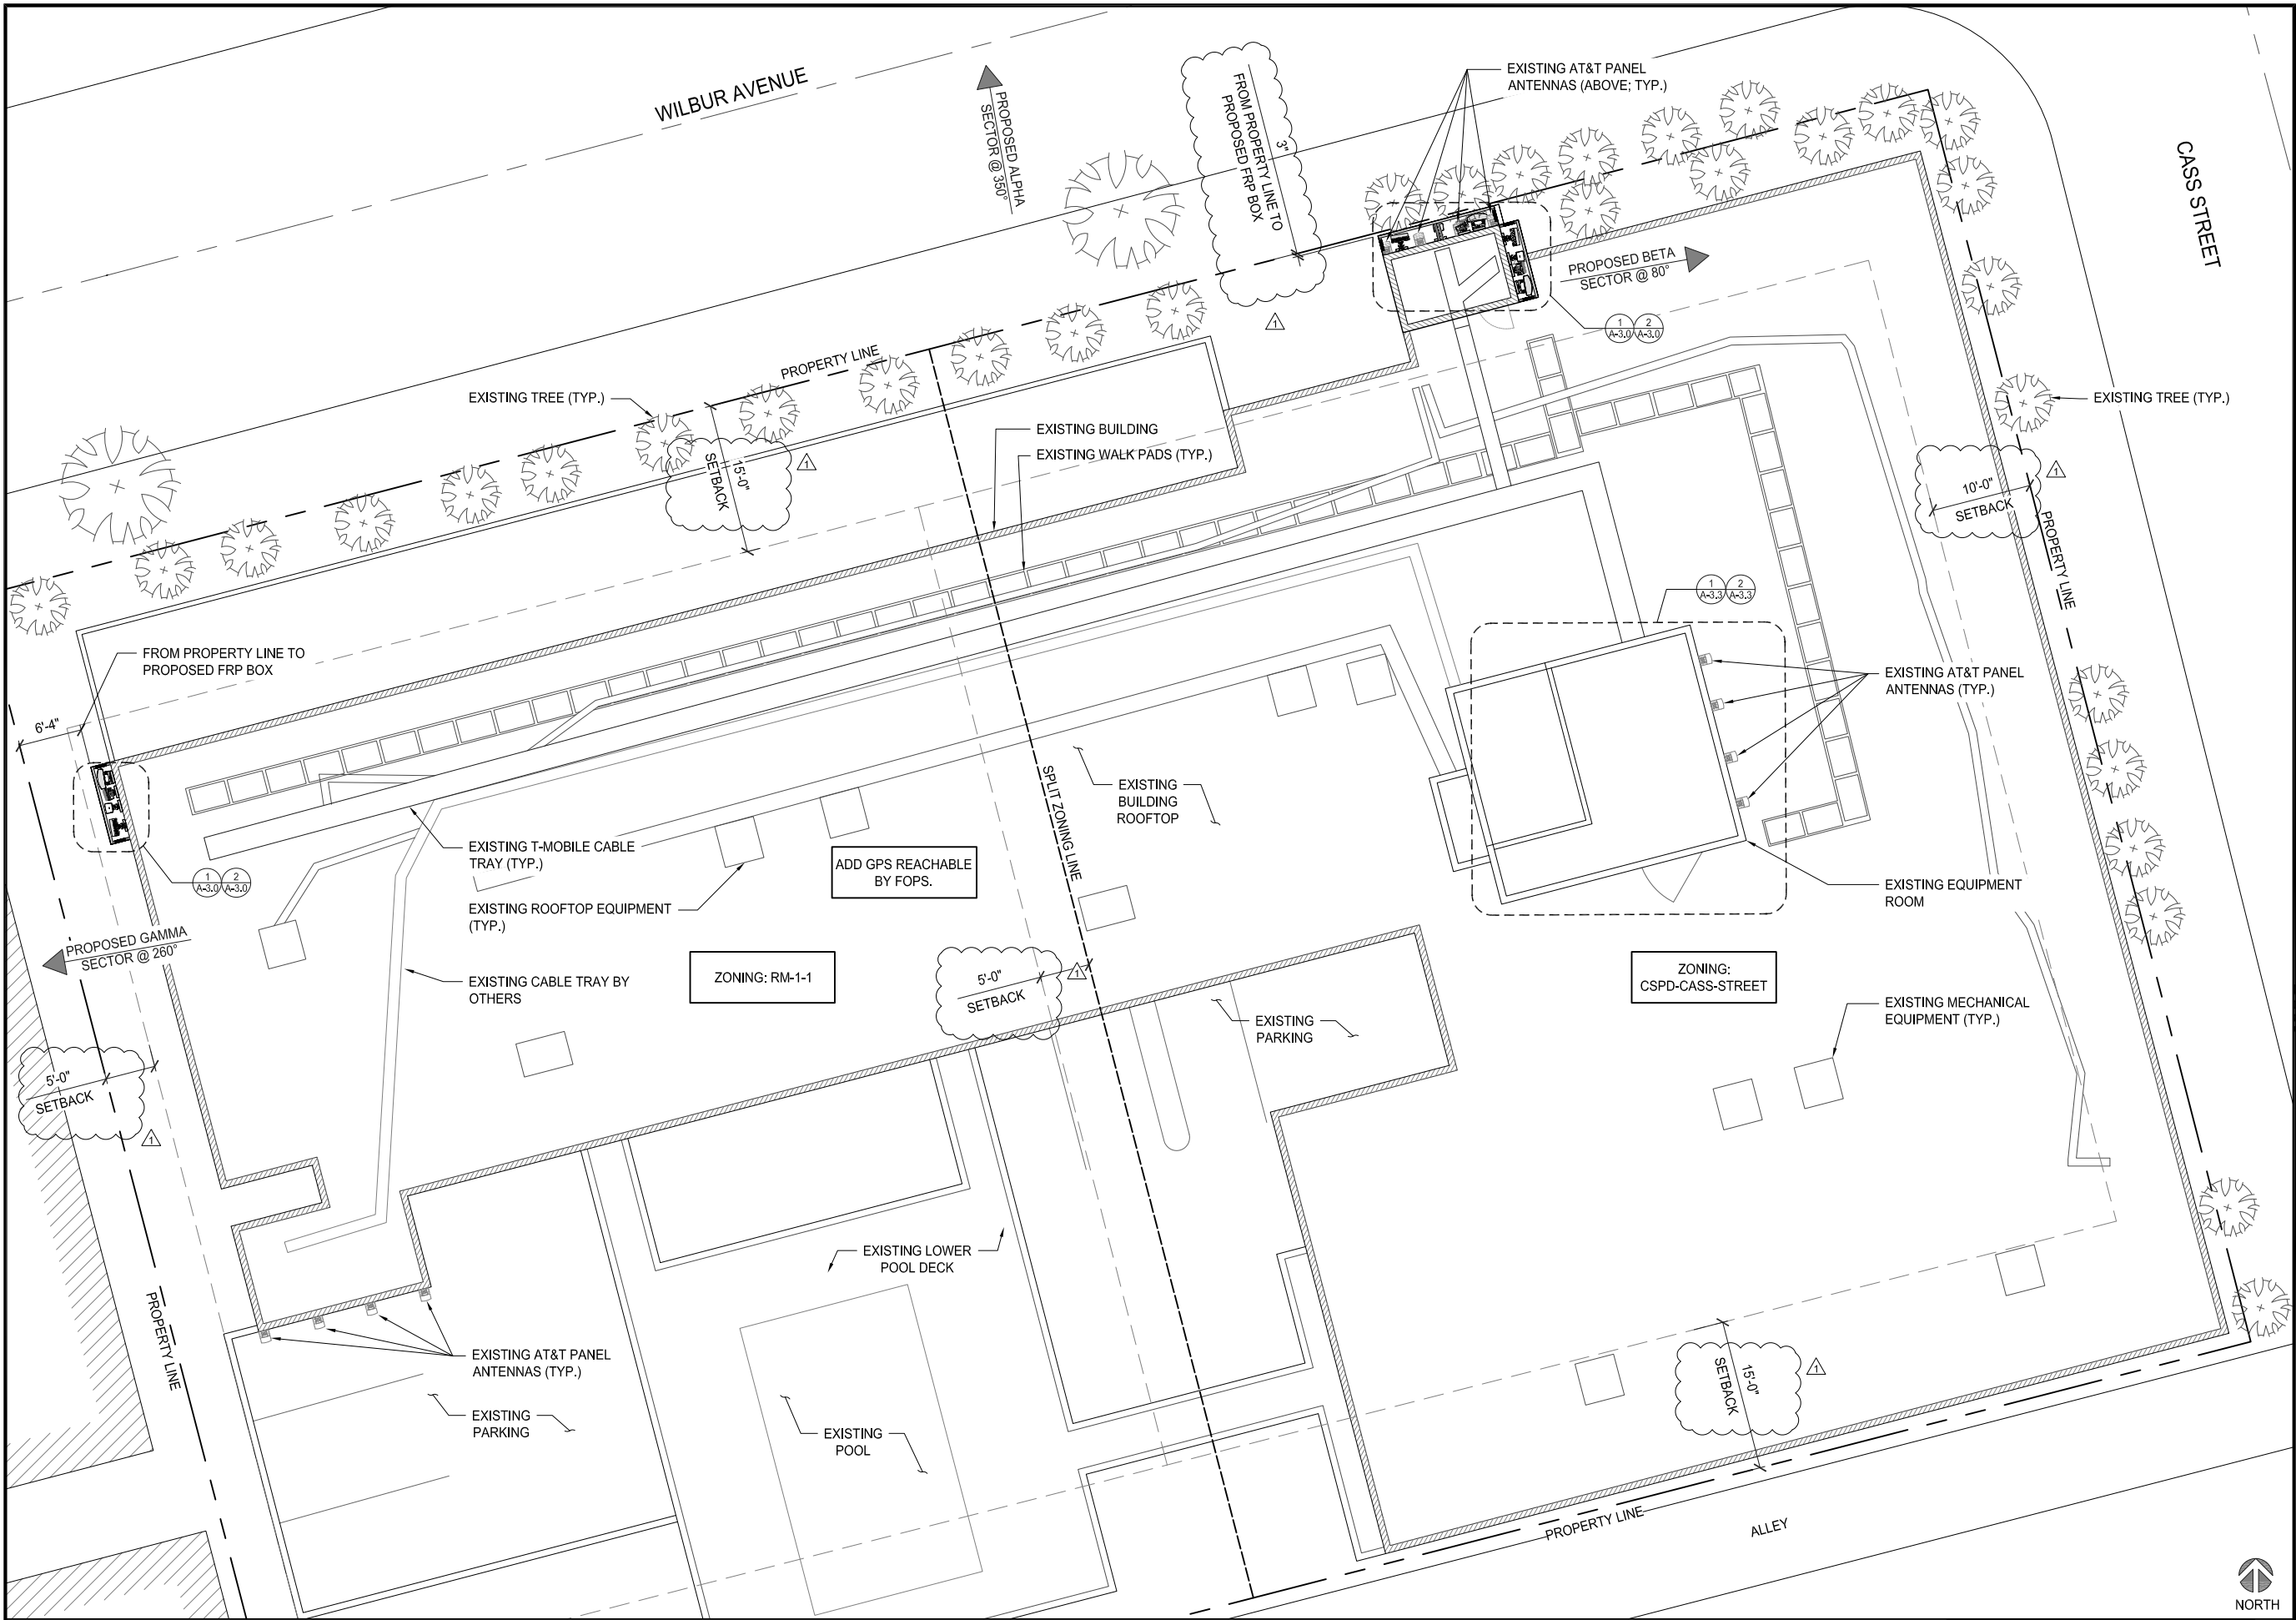 WILBUR AVENUE
PROPOSED ALPHA
SECTOR @ 350°
3"
FROM PROPERTY LINE TO
PROPOSED FRP BOX
1
EXISTING AT&T PANEL
ANTENNAS (ABOVE; TYP.)
CASS STREET
PROPOSED BETA
SECTOR @ 80°
1
A-3.0
2
A-3.0
PROPERTY LINE
EXISTING TREE (TYP.)
EXISTING TREE (TYP.)
15'-0"
SETBACK
1
EXISTING BUILDING
EXISTING WALK PADS (TYP.)
10'-0"
SETBACK
1
PROPERTY LINE
FROM PROPERTY LINE TO
PROPOSED FRP BOX
6'-4"
1
A-3.3
2
A-3.3
EXISTING AT&T PANEL
ANTENNAS (TYP.)
SPLIT ZONING LINE
EXISTING
BUILDING
ROOFTOP
EXISTING T-MOBILE CABLE
TRAY (TYP.)
ADD GPS REACHABLE
BY FOPS.
1
A-3.0
2
A-3.0
EXISTING ROOFTOP EQUIPMENT
(TYP.)
EXISTING EQUIPMENT
ROOM
PROPOSED GAMMA
SECTOR @ 260°
EXISTING CABLE TRAY BY
OTHERS
ZONING: RM-1-1
5'-0"
SETBACK
1
ZONING:
CSPD-CASS-STREET
EXISTING
PARKING
EXISTING MECHANICAL
EQUIPMENT (TYP.)
5'-0"
SETBACK
1
EXISTING LOWER
POOL DECK
PROPERTY LINE
EXISTING AT&T PANEL
ANTENNAS (TYP.)
EXISTING
PARKING
EXISTING
POOL
15'-0"
SETBACK
1
PROPERTY LINE
ALLEY
NORTH